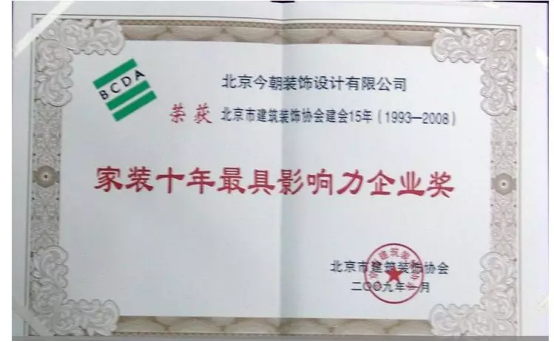 BCDA
北京今朝装饰设计有限公司
荣获 北京市建筑装饰协会建会15年(1993—2008)
家装十年最具影响力企业奖
北京市建筑装饰协会
二〇〇九年一月